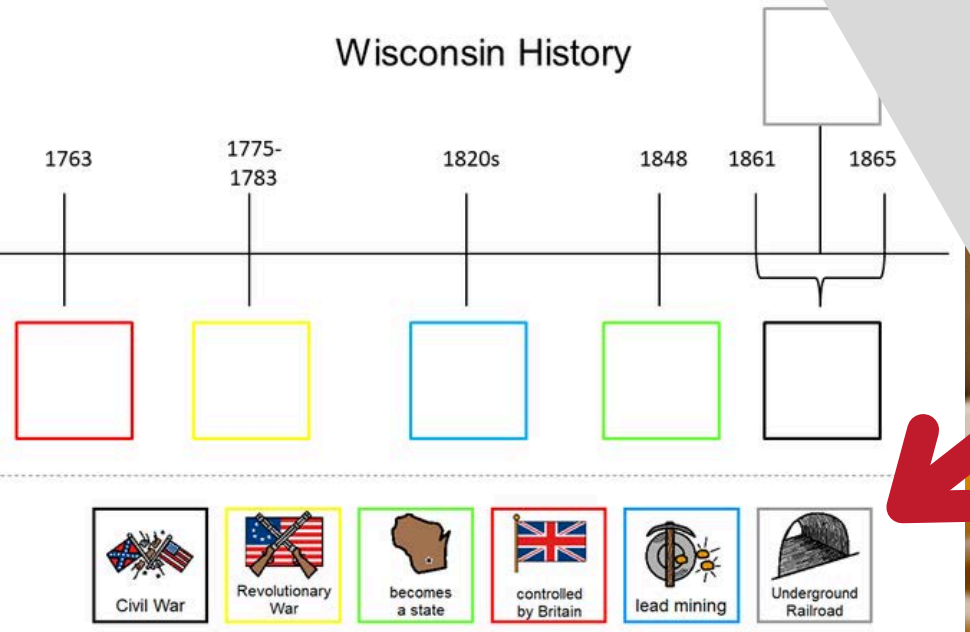 Wisconsin History
1763
1775-
1783
1820s
1848
1861
1865
Civil War
Revolutionary
War
becomes
a state
controlled
by Britain
lead mining
Underground
Railroad